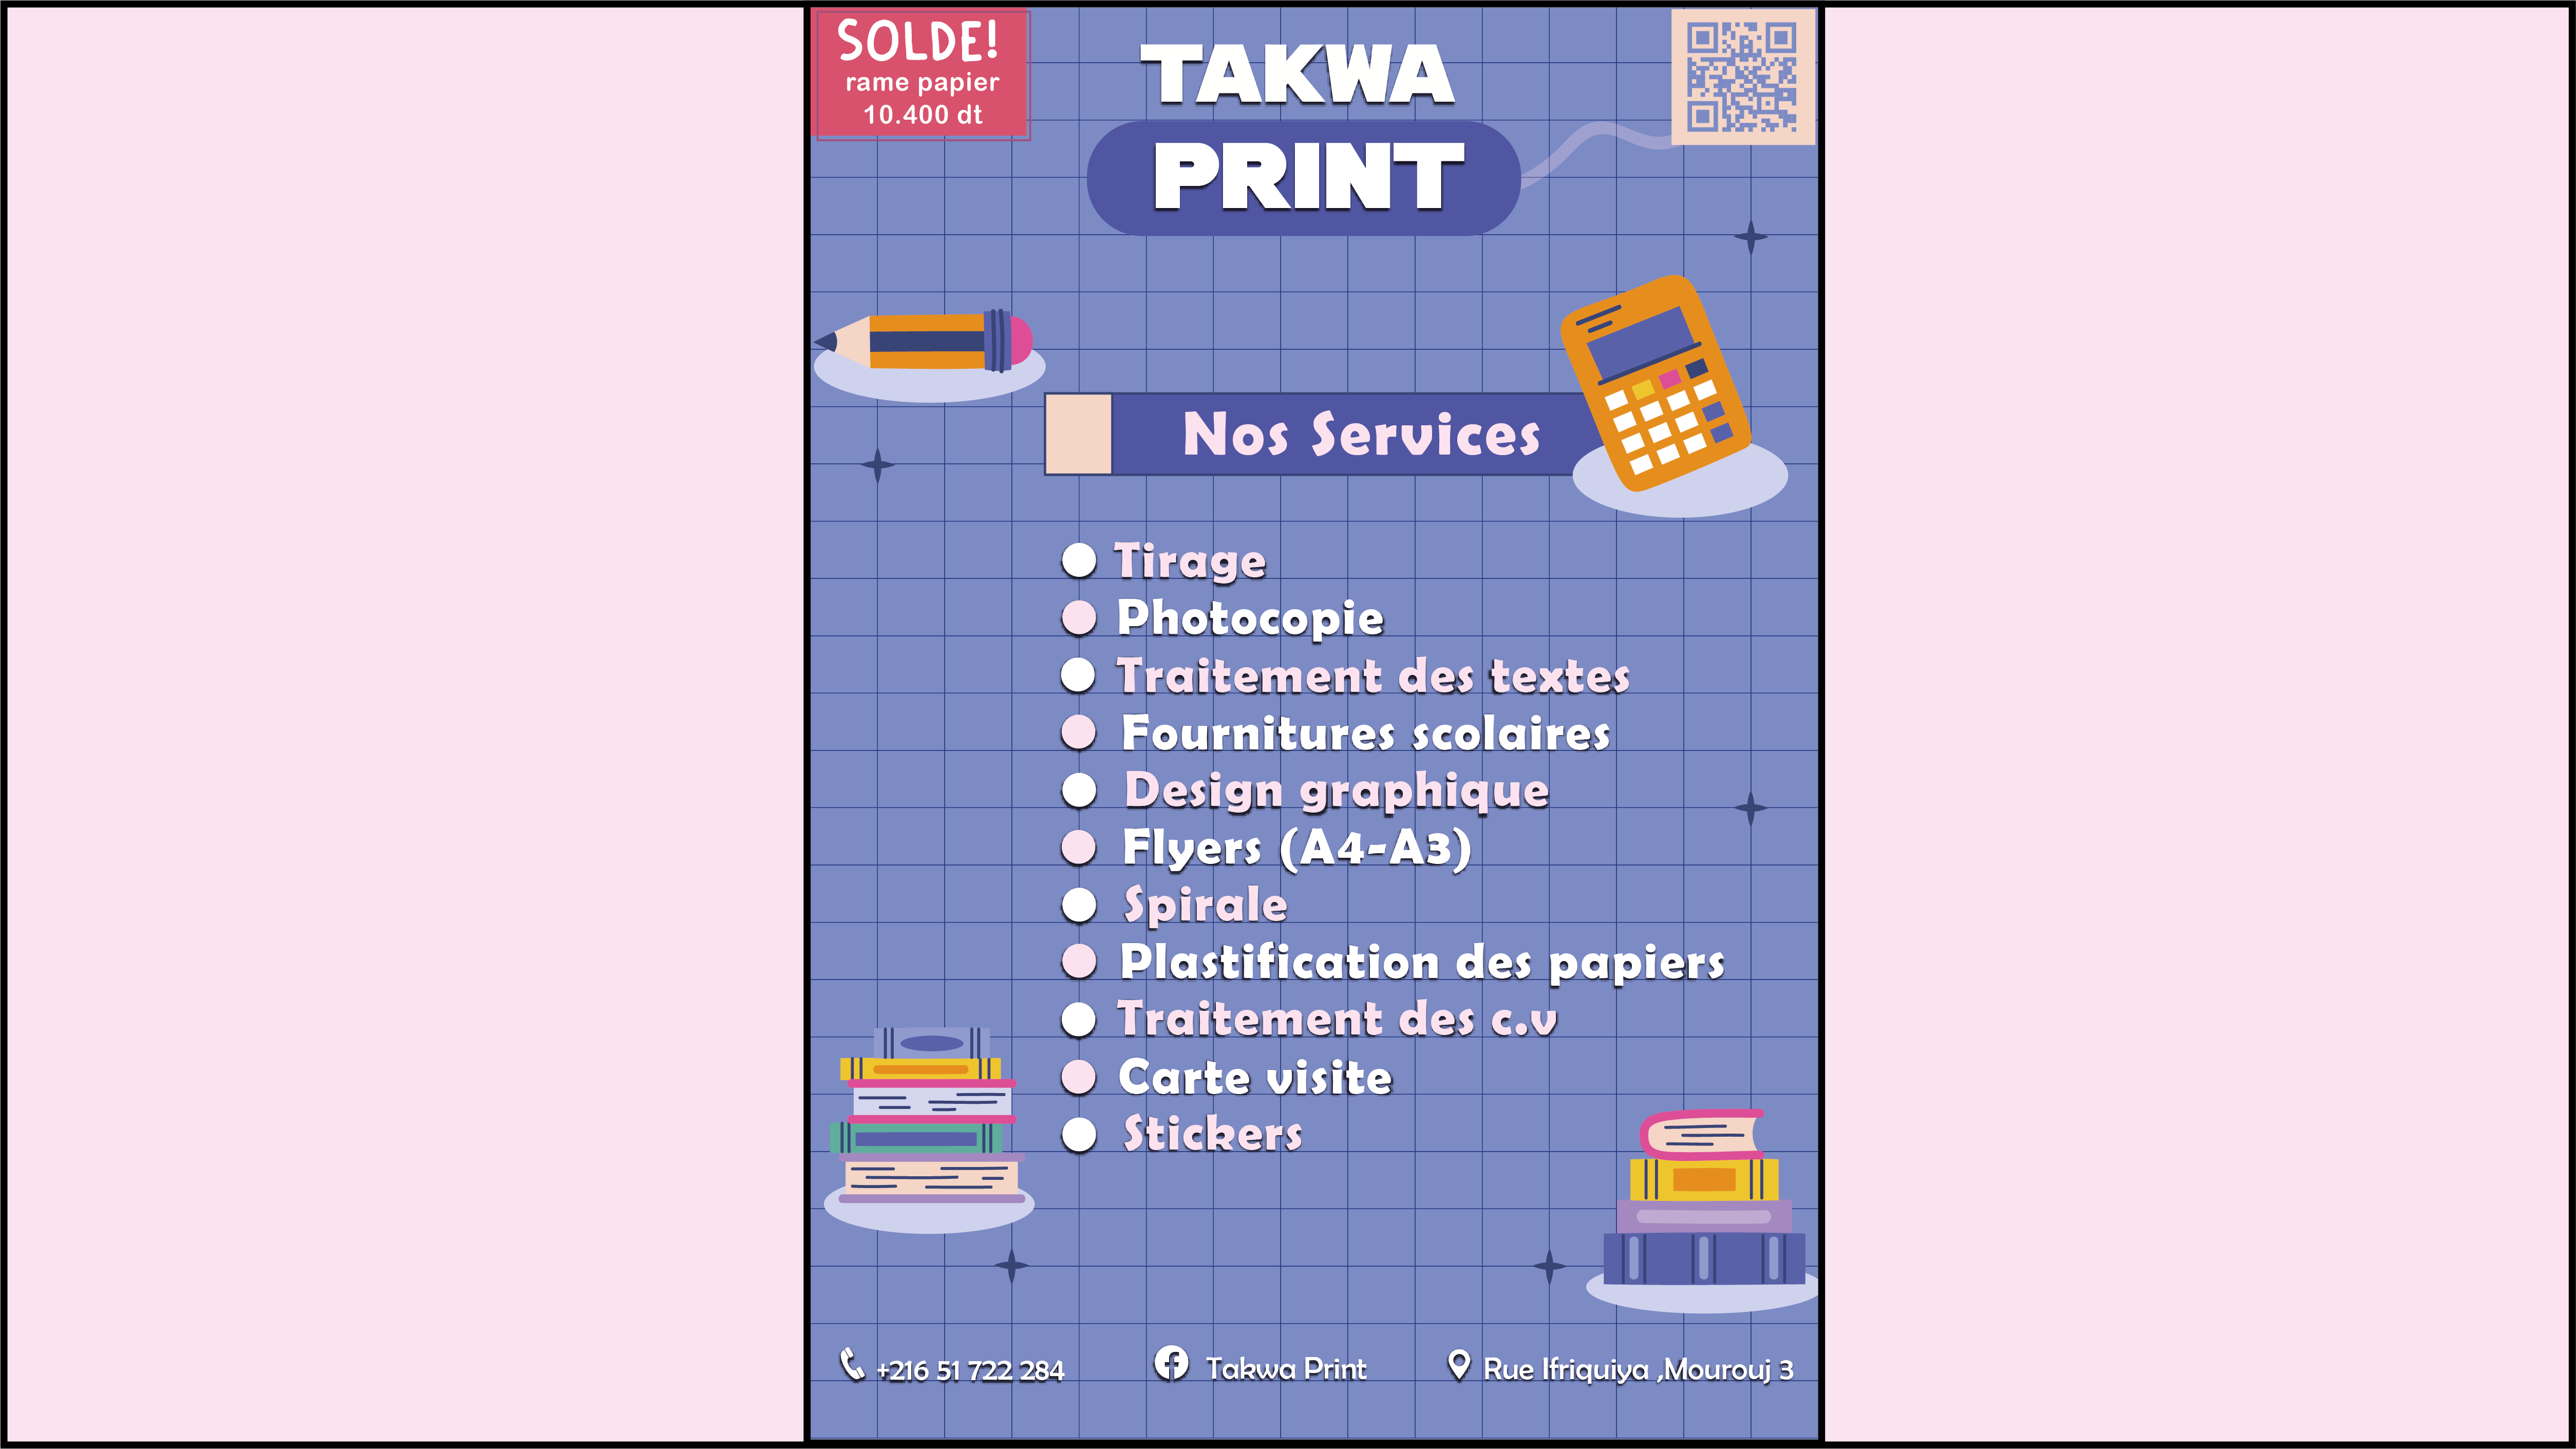 SOLDE!
rame papier
10.400 dt
TAKWA
PRINT
Nos Services
Tirage
Photocopie
Traitement des textes
Fournitures scolaires
Design graphique
Flyers (A4-A3)
Spirale
Plastification des papiers
Traitement des c.v
Carte visite
Stickers
+216 51 722 284
Takwa Print
Rue Ifriquiya ,Mourouj 3